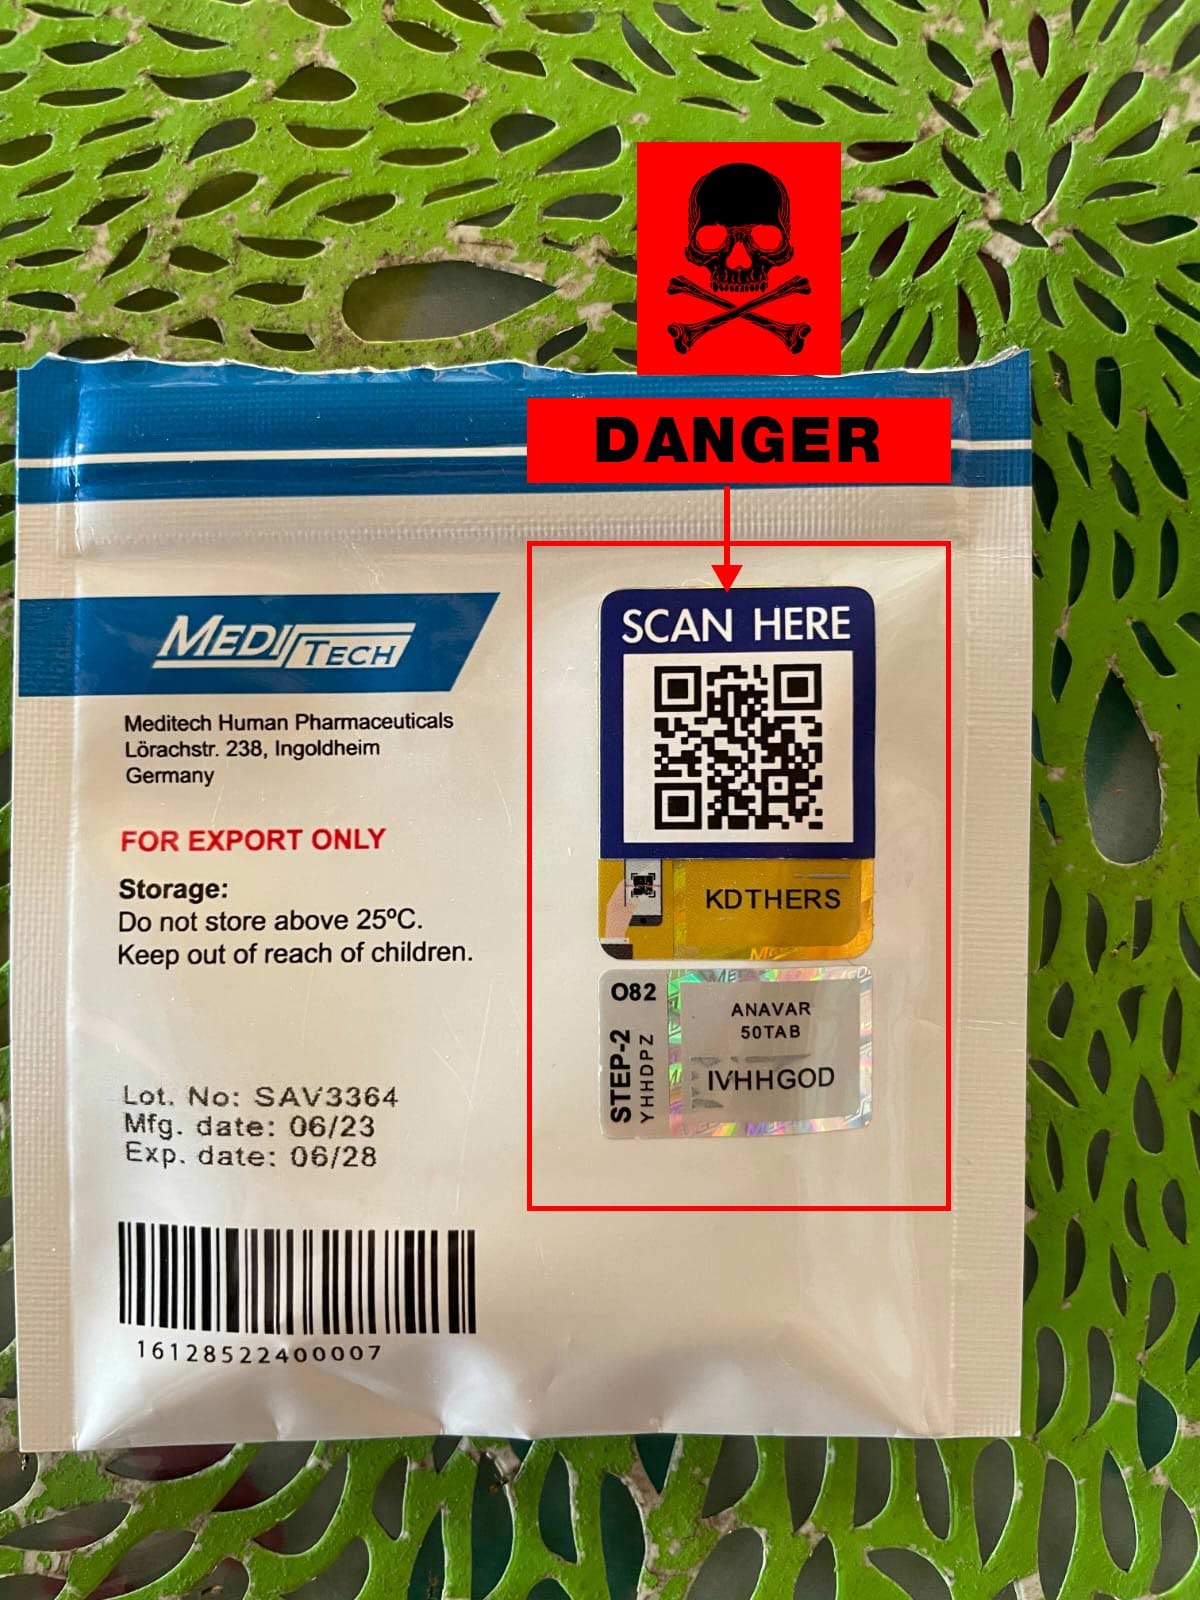 DANGER
MEDITECH
Meditech Human Pharmaceuticals
Lörachstr. 238, Ingoldheim
Germany
FOR EXPORT ONLY
Storage:
Do not store above 25ºC.
Keep out of reach of children.
Lot. No: SAV3364
Mfg. date: 06/23
Exp. date: 06/28
16128522400007
SCAN HERE
KDTHERS
082
STEP-2
YHHDPZ
ANAVAR
50TAB
IVHHGOD